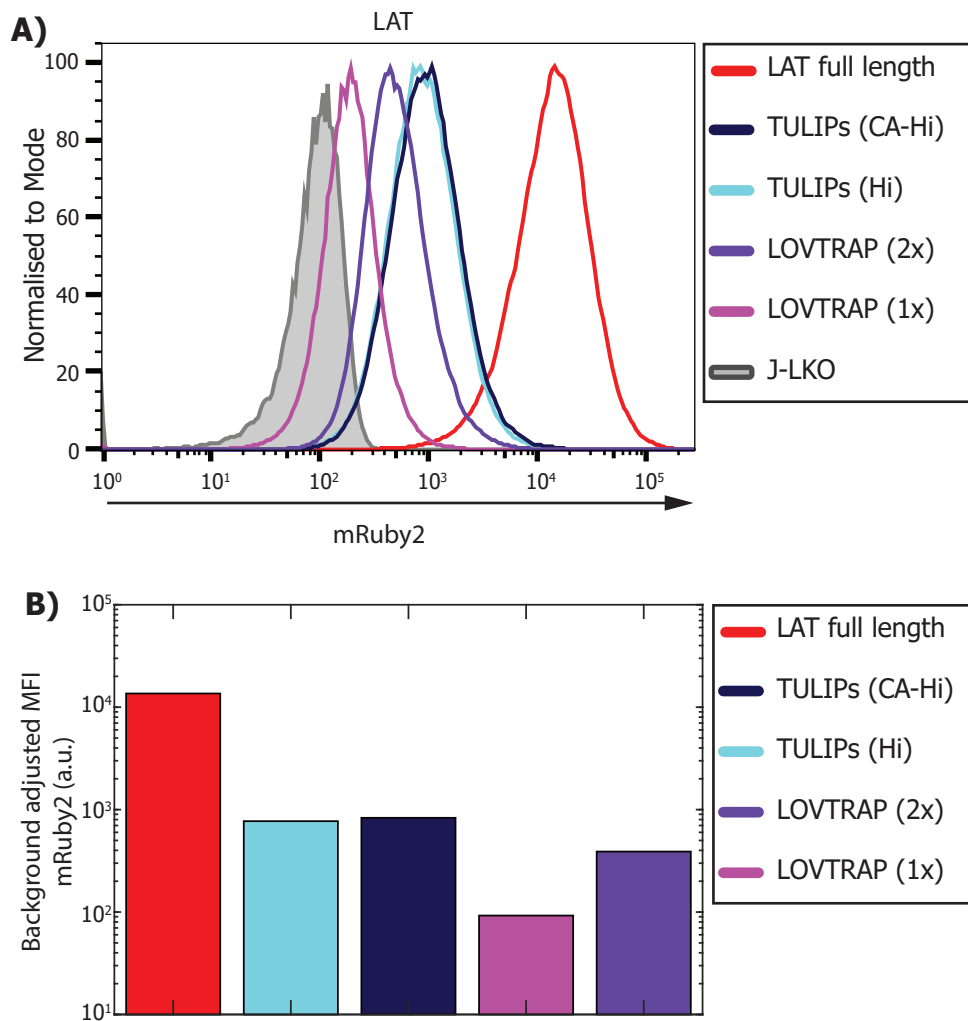 A)
LAT
Normalised to Mode
100
80
60
40
20
0
10⁰ 10¹ 10² 10³ 10⁴ 10⁵
mRuby2
LAT full length
TULIPs (CA-Hi)
TULIPs (Hi)
LOVTRAP (2x)
LOVTRAP (1x)
J-LKO
B)
Background adjusted MFI
mRuby2 (a.u.)
10⁵
10⁴
10³
10²
10¹
LAT full length
TULIPs (CA-Hi)
TULIPs (Hi)
LOVTRAP (2x)
LOVTRAP (1x)